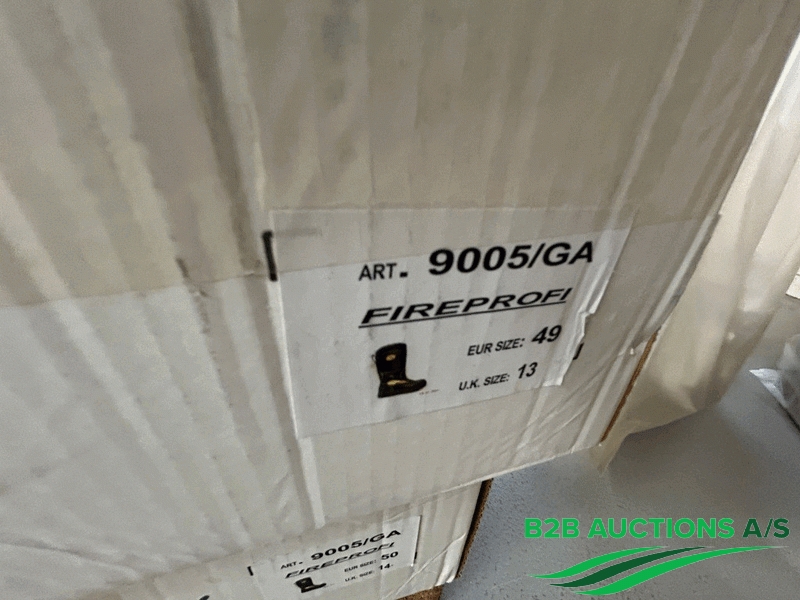 ART. 9005/GA
FIREPROFI
EUR SIZE: 49
U.K. SIZE: 13
ART. 9005/GA
FIREPROFI
EUR SIZE: 50
U.K. SIZE: 14
B2B AUCTIONS A/S